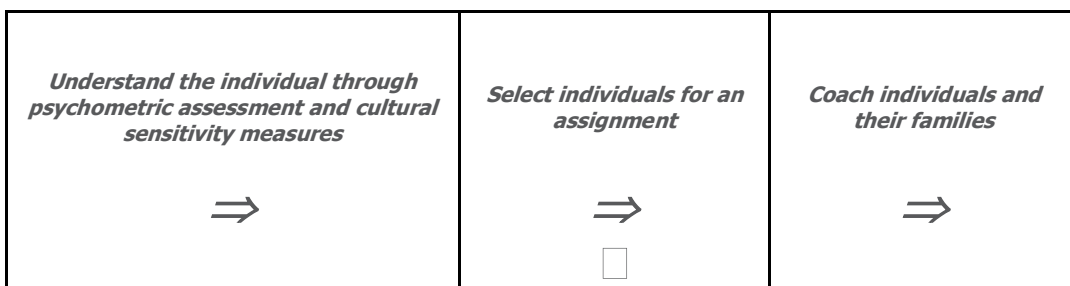 Understand the individual through
psychometric assessment and cultural
sensitivity measures
⇒
Select individuals for an
assignment
⇒
Coach individuals and
their families
⇒